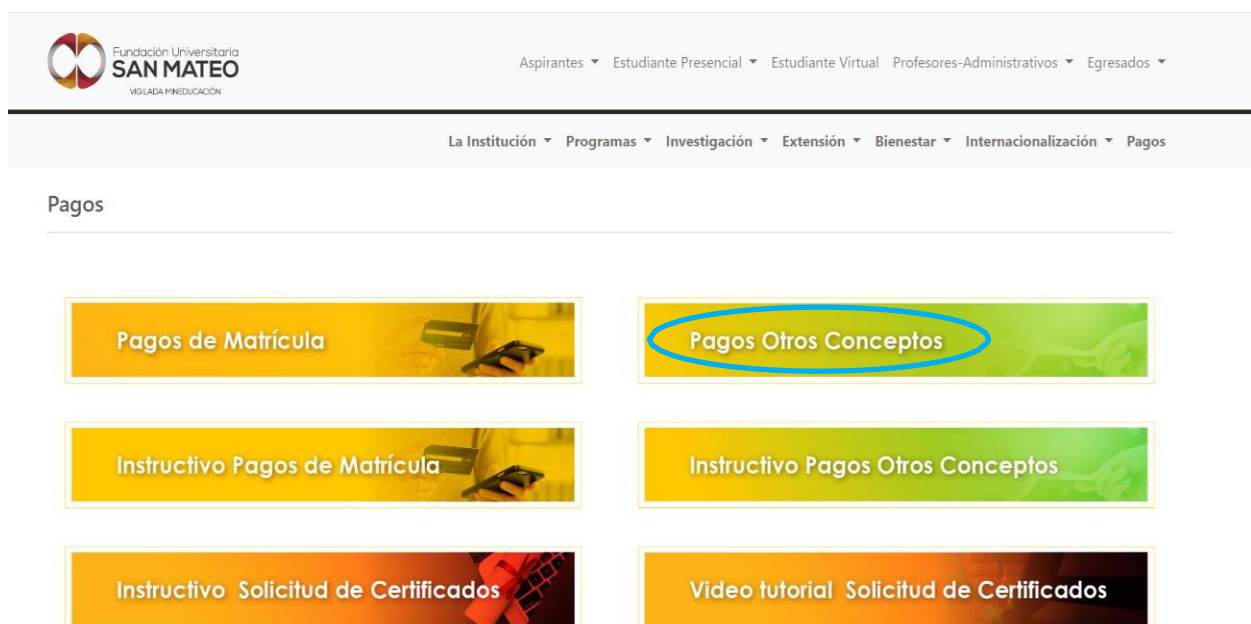 Fundación Universitaria
SAN MATEO
VIGILADA MINEDUCACIÓN
Aspirantes Estudiante Presencial Estudiante Virtual Profesores-Administrativos Egresados
La Institución Programas Investigación Extensión Bienestar Internacionalización Pagos
Pagos
Pagos de Matrícula
Pagos Otros Conceptos
Instructivo Pagos de Matrícula
Instructivo Pagos Otros Conceptos
Instructivo Solicitud de Certificados
Video tutorial Solicitud de Certificados